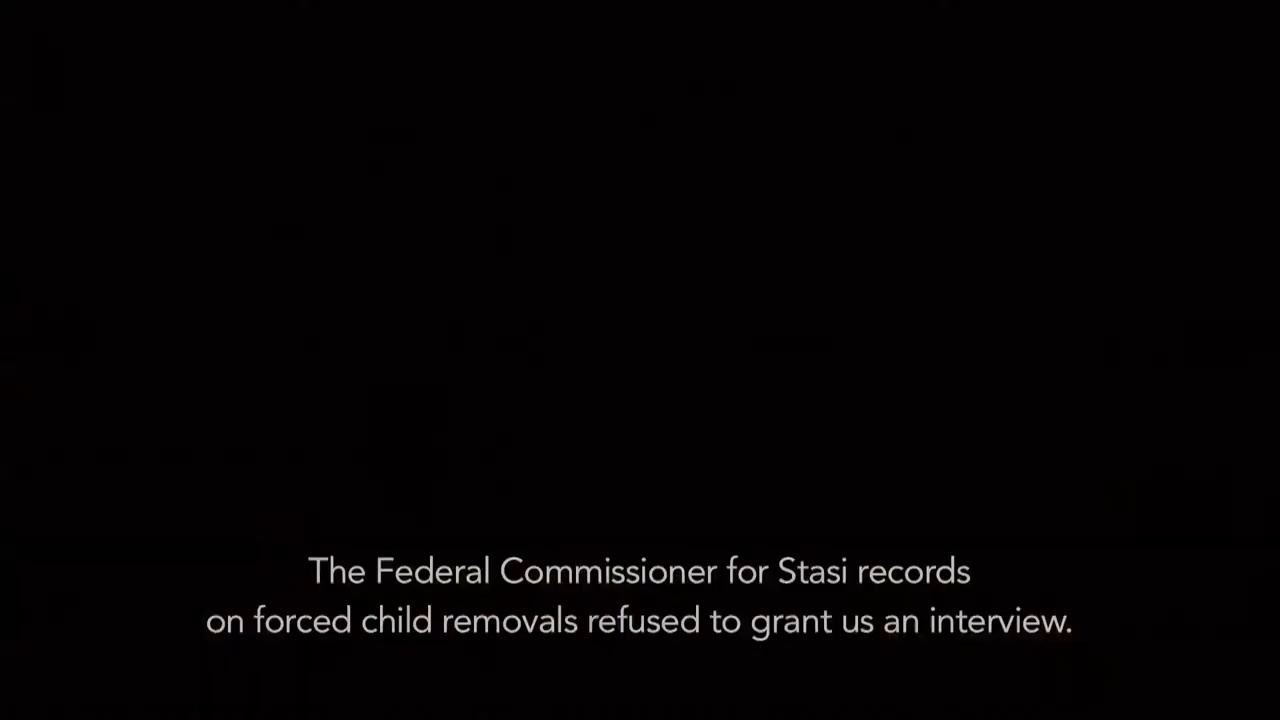 The Federal Commissioner for Stasi records
on forced child removals refused to grant us an interview.